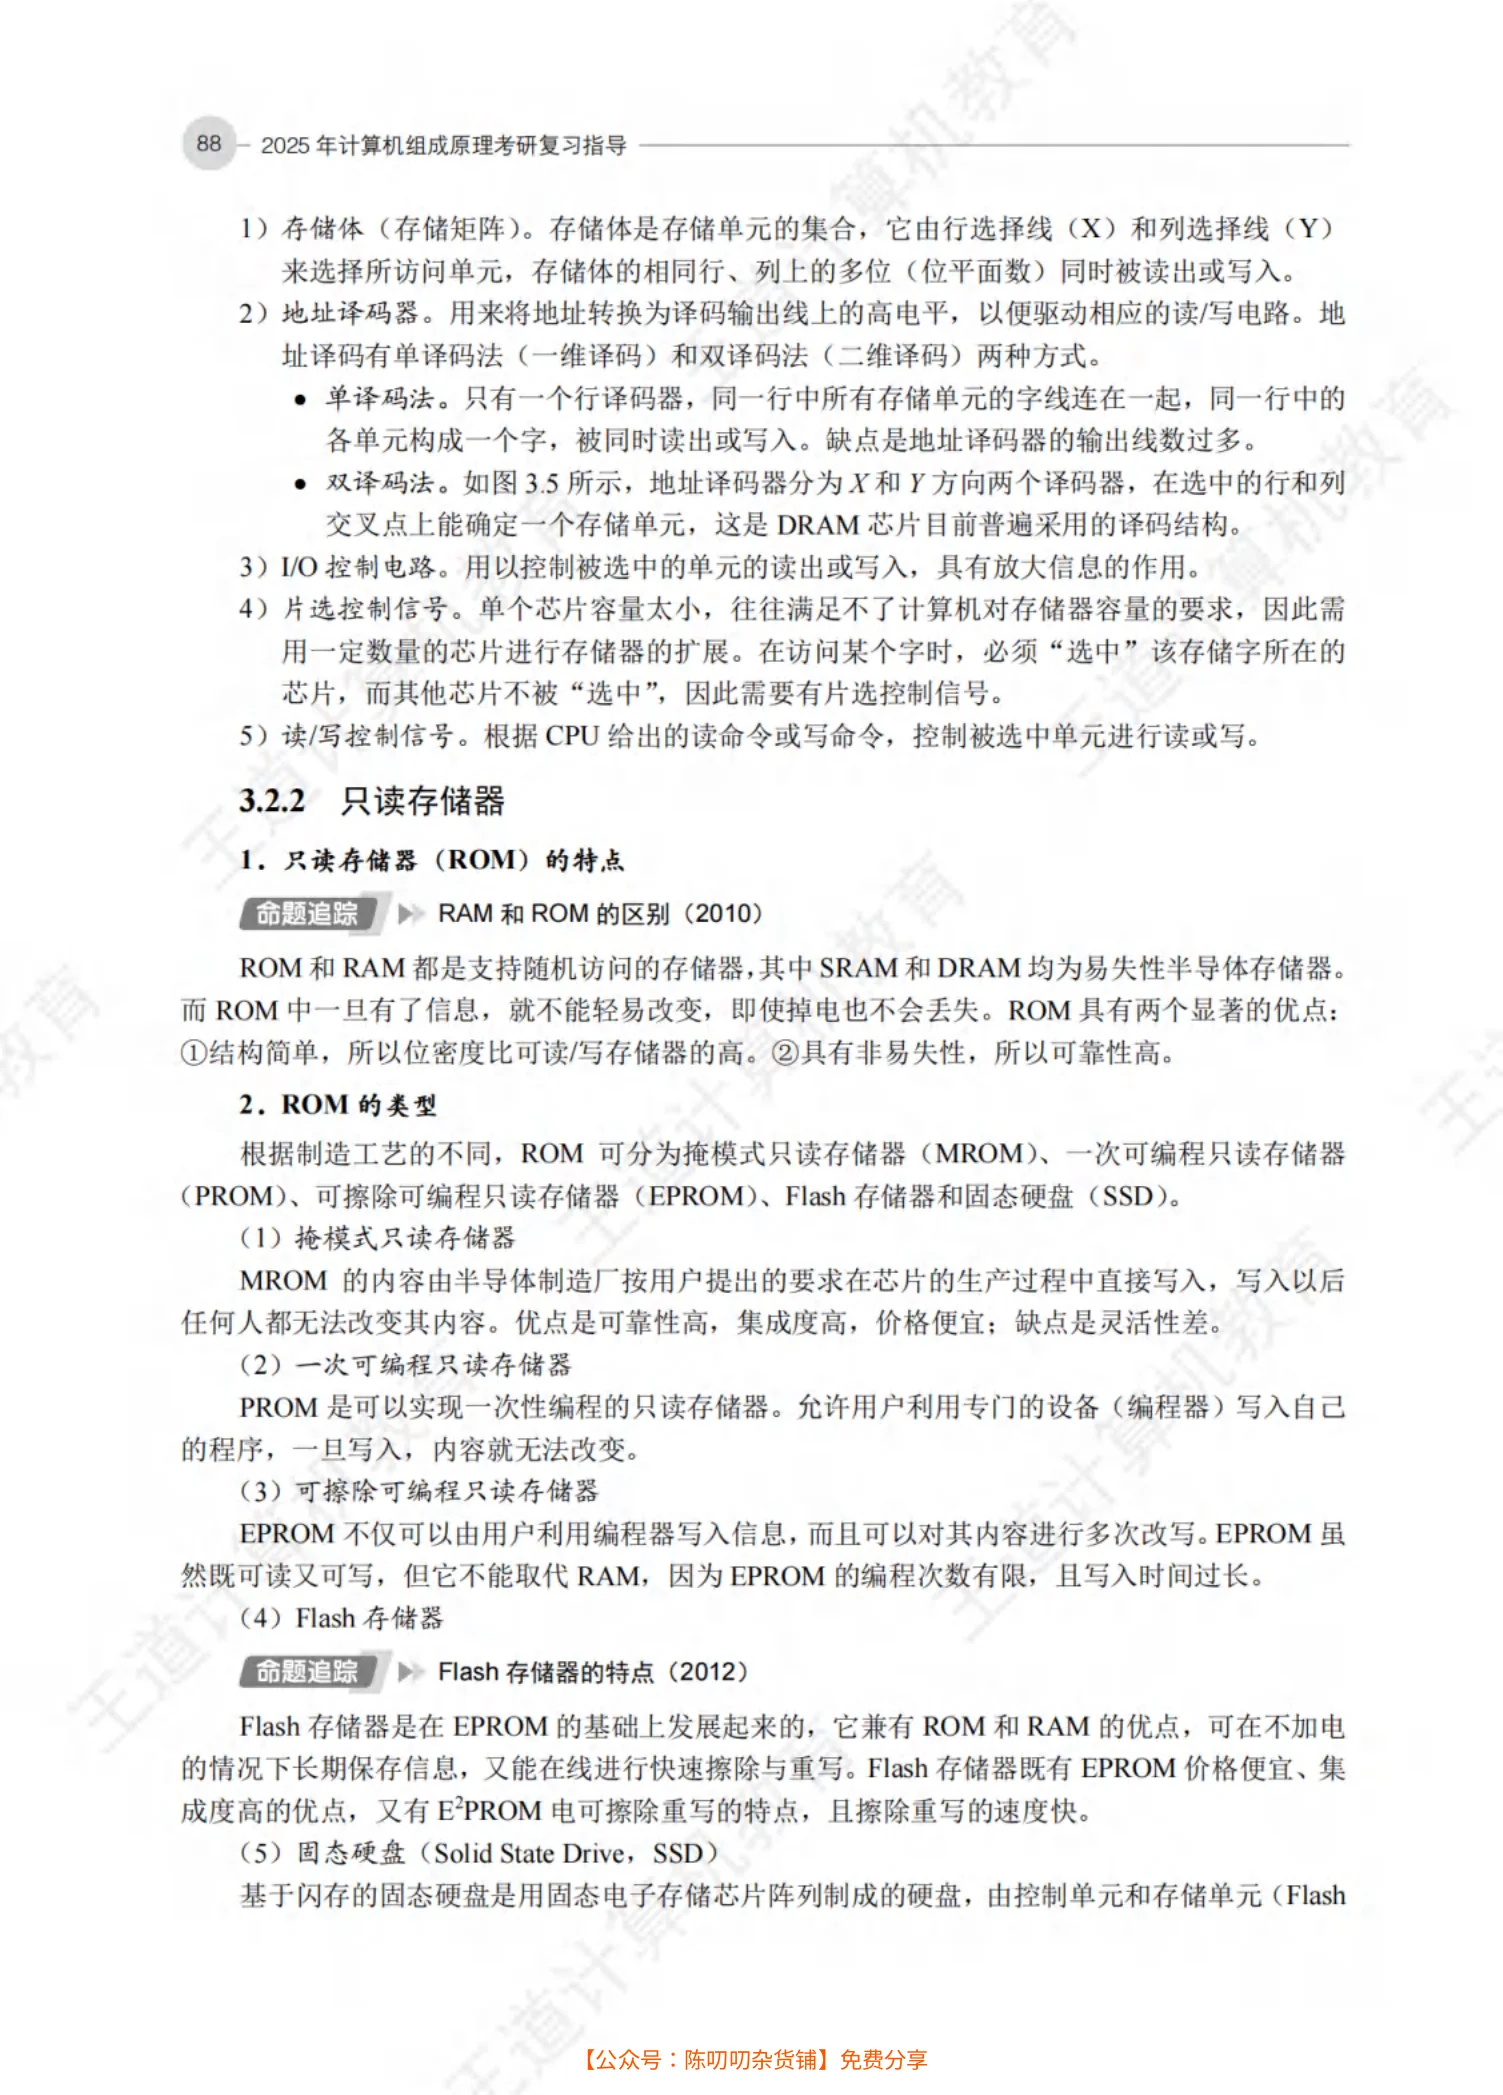 88 2025 年计算机组成原理考研复习指导
1）存储体（存储矩阵）。存储体是存储单元的集合，它由行选择线（X）和列选择线（Y）
来选择所访问单元，存储体的相同行、列上的多位（位平面数）同时被读出或写入。
2）地址译码器。用来将地址转换为译码输出线上的高电平，以便驱动相应的读/写电路。地
址译码有单译码法（一维译码）和双译码法（二维译码）两种方式。
● 单译码法。只有一个行译码器，同一行中所有存储单元的字线连在一起，同一行中的
各单元构成一个字，被同时读出或写入。缺点是地址译码器的输出线数过多。
● 双译码法。如图 3.5 所示，地址译码器分为 X 和 Y 方向两个译码器，在选中的行和列
交叉点上能确定一个存储单元，这是 DRAM 芯片目前普遍采用的译码结构。
3）I/O 控制电路。用以控制被选中的单元的读出或写入，具有放大信息的作用。
4）片选控制信号。单个芯片容量太小，往往满足不了计算机对存储器容量的要求，因此需
用一定数量的芯片进行存储器的扩展。在访问某个字时，必须“选中”该存储字所在的
芯片，而其他芯片不被“选中”，因此需要有片选控制信号。
5）读/写控制信号。根据 CPU 给出的读命令或写命令，控制被选中单元进行读或写。
3.2.2 只读存储器
1．只读存储器（ROM）的特点
命题追踪 RAM 和 ROM 的区别（2010）
ROM 和 RAM 都是支持随机访问的存储器，其中 SRAM 和 DRAM 均为易失性半导体存储器。
而 ROM 中一旦有了信息，就不能轻易改变，即使掉电也不会丢失。ROM 具有两个显著的优点：
①结构简单，所以位密度比可读/写存储器的高。②具有非易失性，所以可靠性高。
2．ROM 的类型
根据制造工艺的不同，ROM 可分为掩模式只读存储器（MROM）、一次可编程只读存储器
（PROM）、可擦除可编程只读存储器（EPROM）、Flash 存储器和固态硬盘（SSD）。
（1）掩模式只读存储器
MROM 的内容由半导体制造厂按用户提出的要求在芯片的生产过程中直接写入，写入以后
任何人都无法改变其内容。优点是可靠性高，集成度高，价格便宜；缺点是灵活性差。
（2）一次可编程只读存储器
PROM 是可以实现一次性编程的只读存储器。允许用户利用专门的设备（编程器）写入自己
的程序，一旦写入，内容就无法改变。
（3）可擦除可编程只读存储器
EPROM 不仅可以由用户利用编程器写入信息，而且可以对其内容进行多次改写。EPROM 虽
然既可读又可写，但它不能取代 RAM，因为 EPROM 的编程次数有限，且写入时间过长。
（4）Flash 存储器
命题追踪 Flash 存储器的特点（2012）
Flash 存储器是在 EPROM 的基础上发展起来的，它兼有 ROM 和 RAM 的优点，可在不加电
的情况下长期保存信息，又能在线进行快速擦除与重写。Flash 存储器既有 EPROM 价格便宜、集
成度高的优点，又有 E²PROM 电可擦除重写的特点，且擦除重写的速度快。
（5）固态硬盘（Solid State Drive，SSD）
基于闪存的固态硬盘是用固态电子存储芯片阵列制成的硬盘，由控制单元和存储单元（Flash
【公众号：陈叨叨杂货铺】免费分享
王道计算机教育
王道计算机教育
王道计算机教育
王道计算机教育
王道计算机教育
王道计算机教育
王道计算机教育